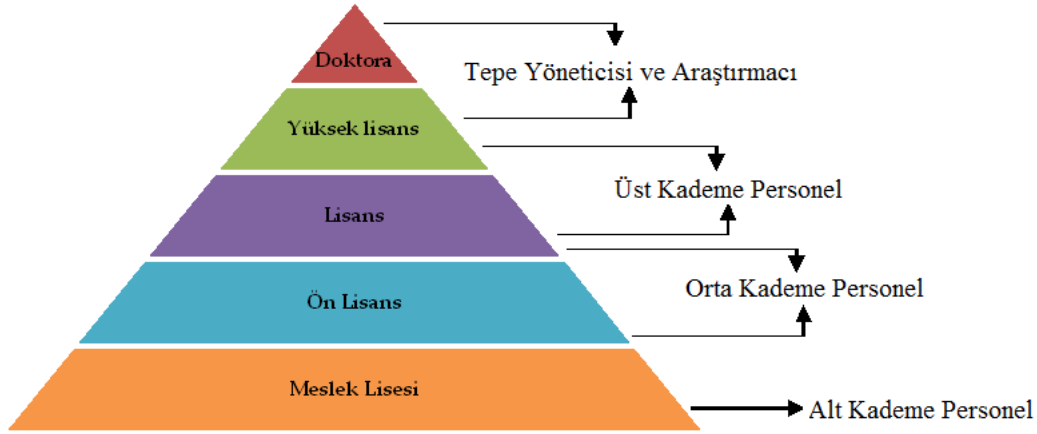 Doktora
Tepe Yöneticisi ve Araştırmacı
Yüksek lisans
Üst Kademe Personel
Lisans
Orta Kademe Personel
Ön Lisans
Meslek Lisesi
Alt Kademe Personel